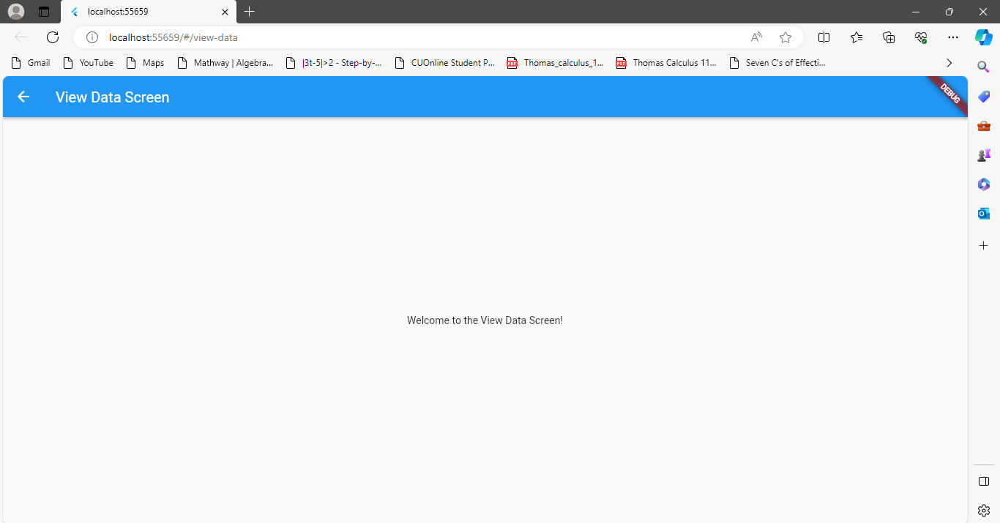 localhost:55659
localhost:55659/#/view-data
Gmail YouTube Maps Mathway | Algebra... |3t-5|>2 - Step-by-... CUOnline Student P... Thomas_calculus_1... Thomas Calculus 11... Seven C's of Effecti...
View Data Screen
DEBUG
Welcome to the View Data Screen!